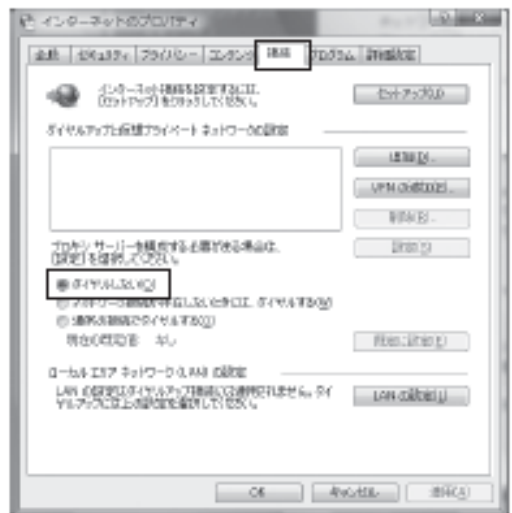 インターネットのプロパティ
全般 セキュリティ プライバシー コンテンツ 接続 プログラム 詳細設定
インターネット接続を設定するには、
[セットアップ] をクリックしてください。
セットアップ(U)
ダイヤルアップと仮想プライベート ネットワークの設定
追加(D)...
VPN の追加(P)...
削除(R)...
プロキシ サーバーを構成する必要がある場合は、
[設定] を選択してください。
設定(S)
ダイヤルしない(C)
ネットワーク接続が存在しないときには、ダイヤルする(W)
通常の接続でダイヤルする(O)
現在の既定値: なし
既定に設定(E)
ローカル エリア ネットワーク (LAN) の設定
LAN の設定はダイヤルアップ接続には適用されません。ダイ
ヤルアップには上の設定を選択してください。
LAN の設定(L)
OK キャンセル 適用(A)